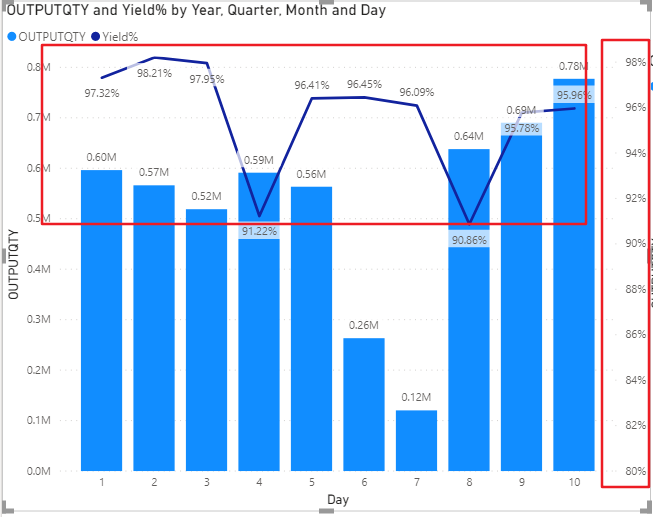 OUTPUTQTY and Yield% by Year, Quarter, Month and Day
OUTPUTQTY Yield%
0.8M
0.7M
0.6M
0.5M
0.4M
0.3M
0.2M
0.1M
0.0M
OUTPUTQTY
97.32%
98.21%
97.95%
91.22%
96.41%
96.45%
96.09%
90.86%
95.78%
95.96%
0.60M
0.57M
0.52M
0.59M
0.56M
0.26M
0.12M
0.64M
0.69M
0.78M
98%
96%
94%
92%
90%
88%
86%
84%
82%
80%
1 2 3 4 5 6 7 8 9 10
Day